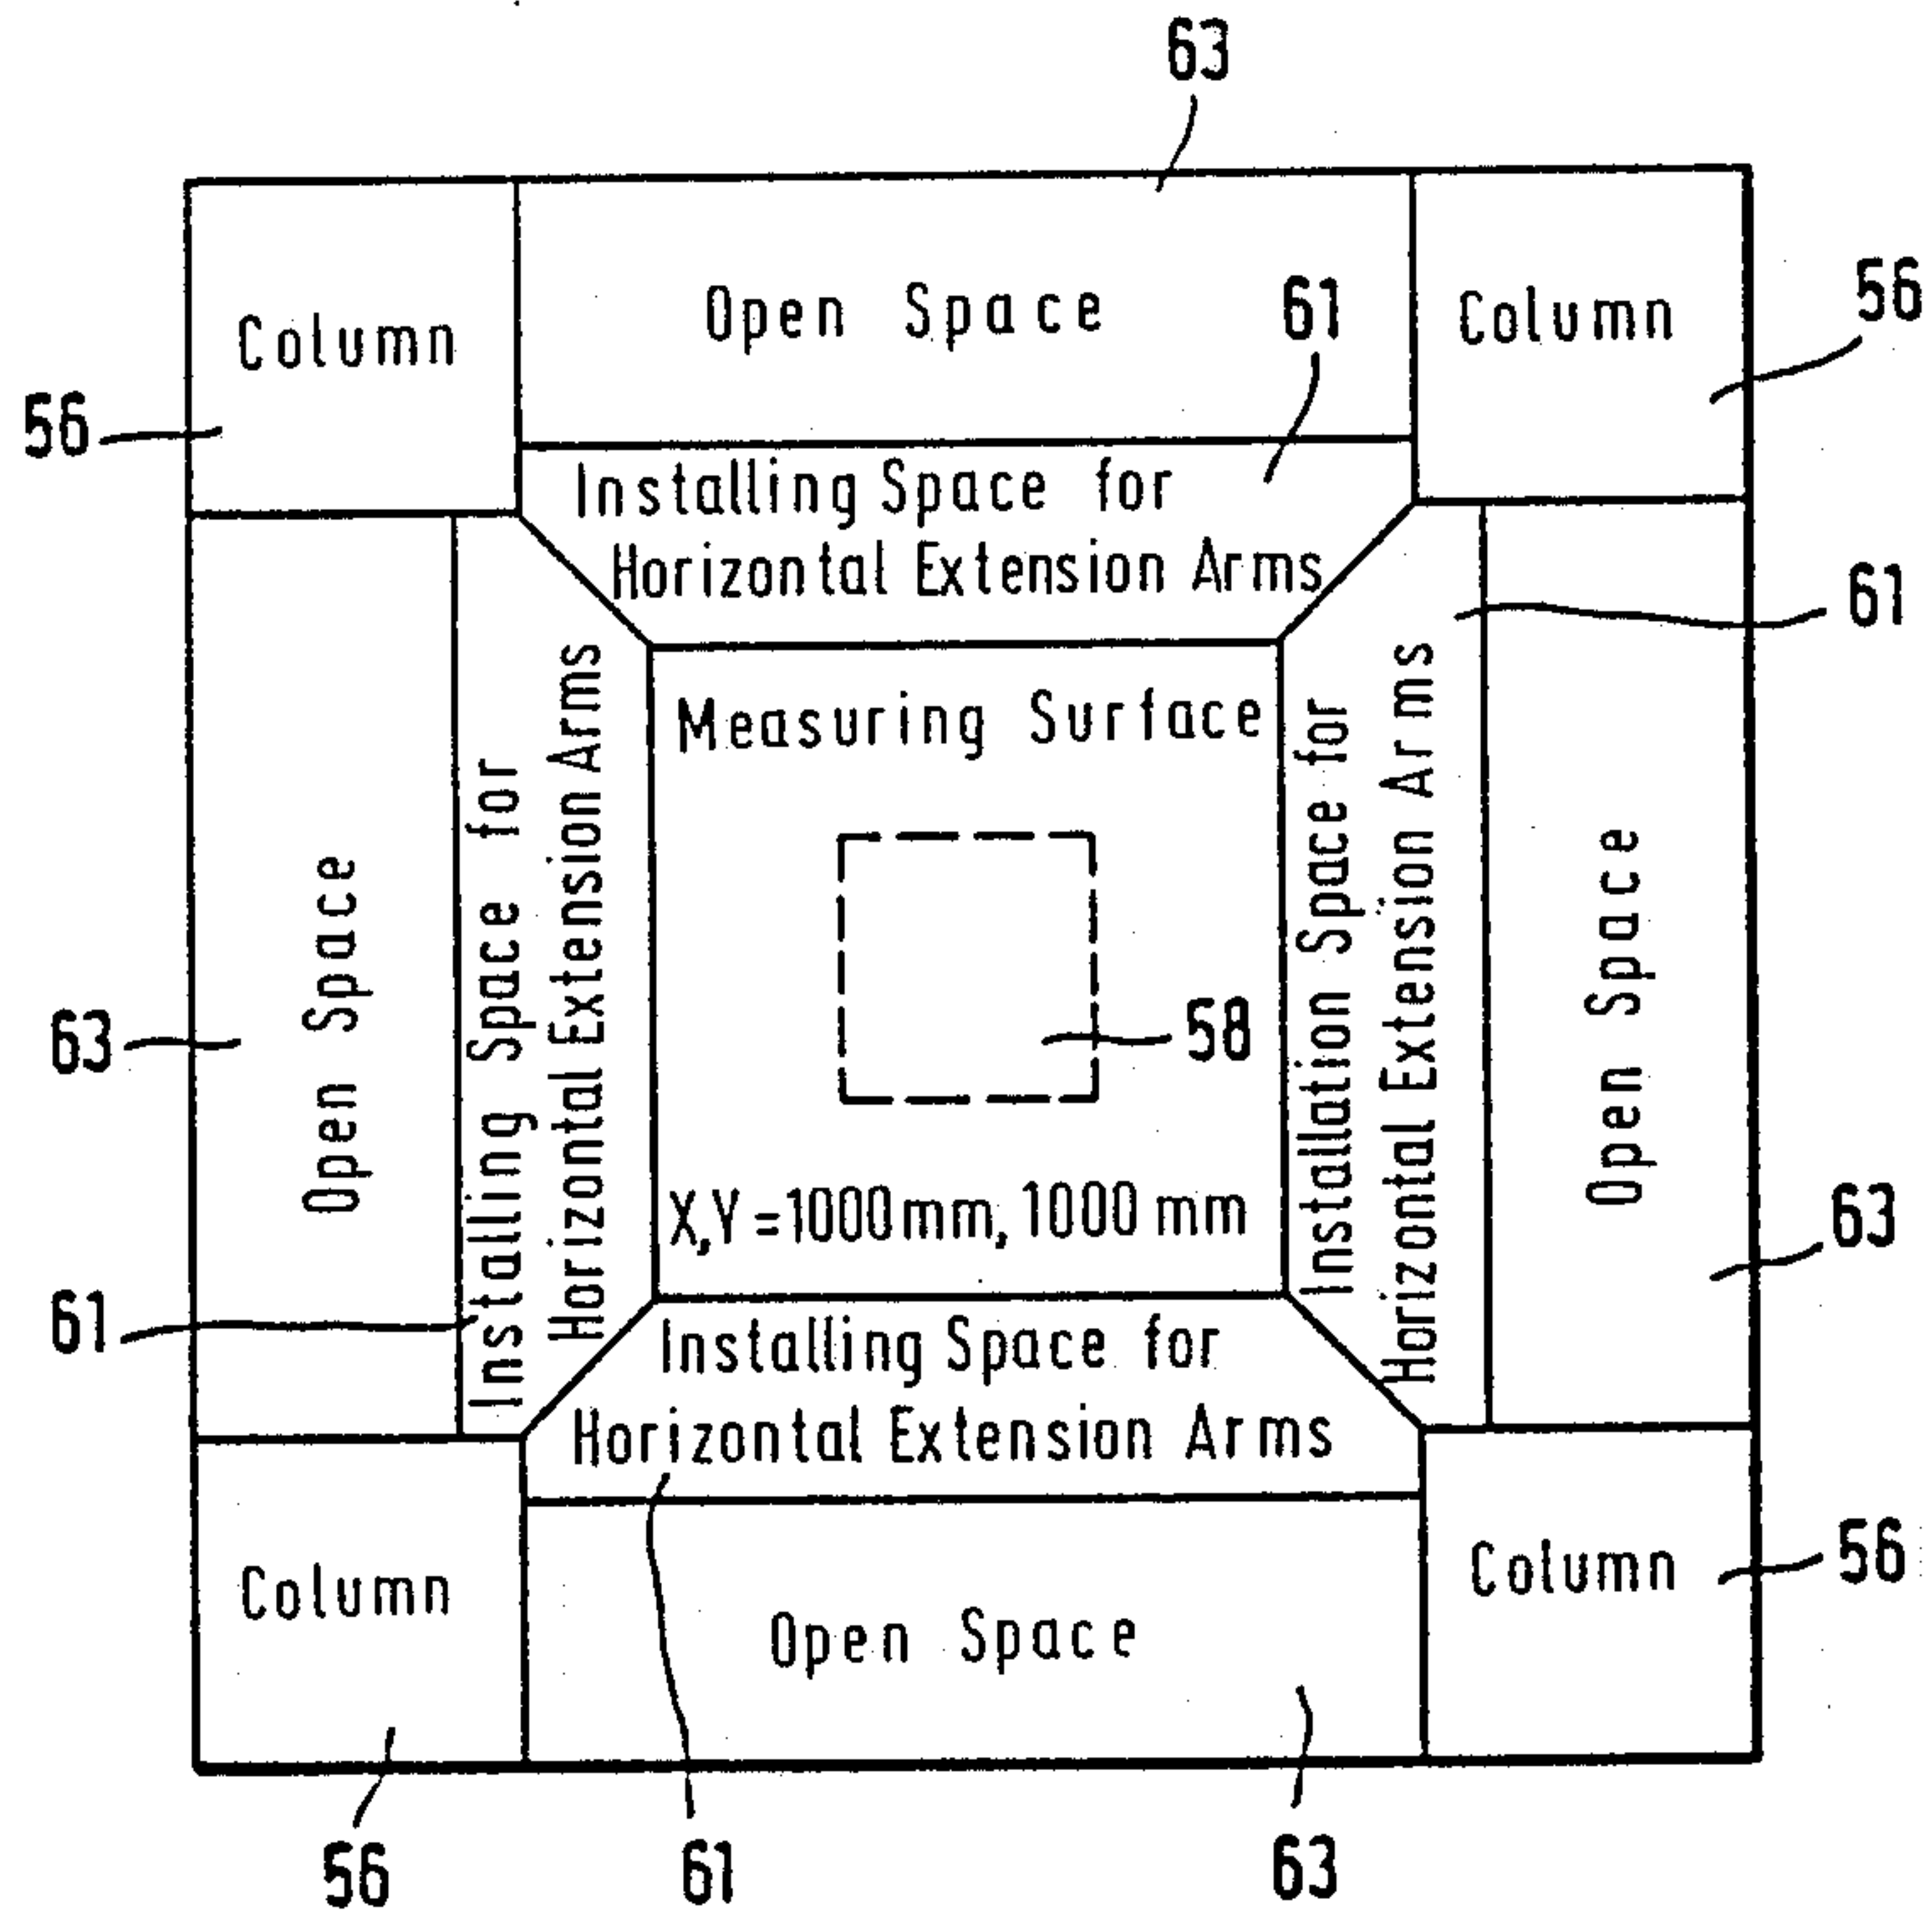 63
Column
Open Space
61
Column
56
56
Installing Space for
Horizontal Extension Arms
61
Measuring Surface
Open Space
Installing Space for
Horizontal Extension Arms
Installation Space for
Horizontal Extension Arms
Open Space
63
58
X,Y=1000mm, 1000 mm
63
61
Installing Space for
Horizontal Extension Arms
Column
Open Space
Column
56
56
61
63